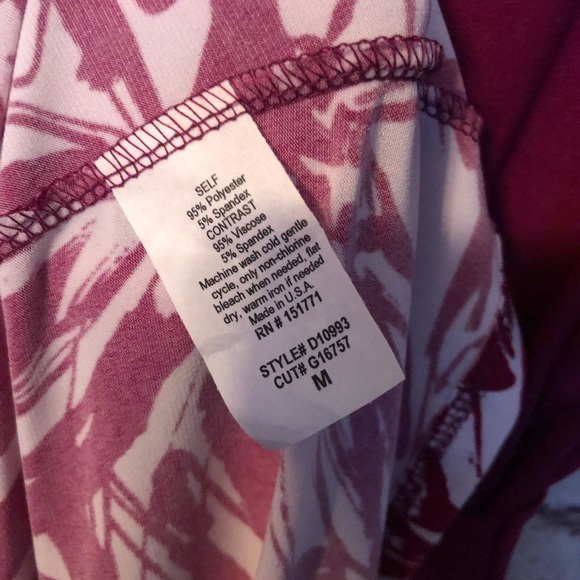 SELF
95% Polyester
5% Spandex
CONTRAST
95% Viscose
5% Spandex
Machine wash cold gentle
cycle, only non-chlorine
bleach when needed, flat
dry, warm iron if needed
Made in U.S.A.
RN # 151771
STYLE# D10993
CUT# G16757
M